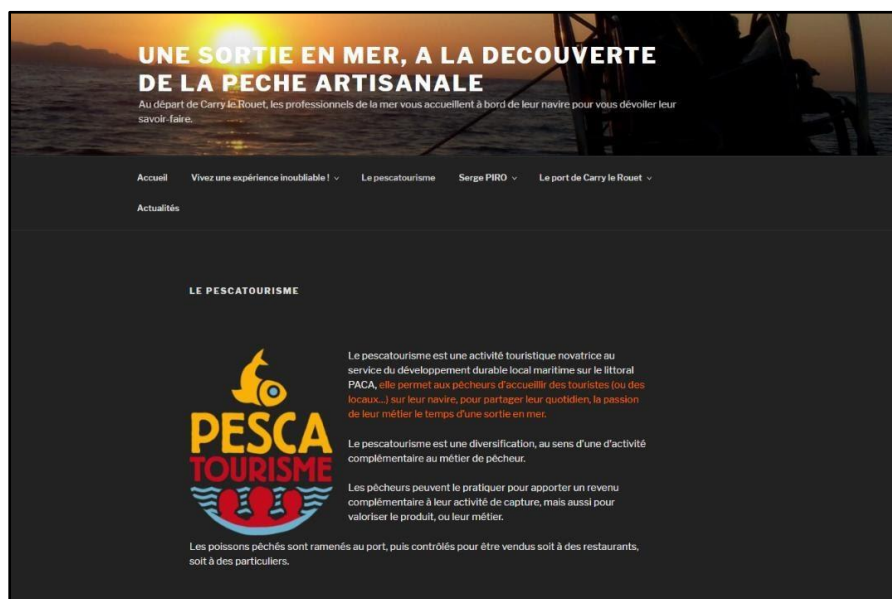 UNE SORTIE EN MER, A LA DECOUVERTE
DE LA PECHE ARTISANALE
Au départ de Carry le Rouet, les professionnels de la mer vous accueillent à bord de leur navire pour vous dévoiler leur
savoir-faire.
Accueil Vivez une expérience inoubliable ! Le pescatourisme Serge PIRO Le port de Carry le Rouet
Actualités
LE PESCATOURISME
PESCA
TOURISME
Le pescatourisme est une activité touristique novatrice au
service du développement durable local maritime sur le littoral
PACA, elle permet aux pêcheurs d'accueillir des touristes (ou des
locaux...) sur leur navire, pour partager leur quotidien, la passion
de leur métier le temps d'une sortie en mer.
Le pescatourisme est une diversification, au sens d'une d'activité
complémentaire au métier de pêcheur.
Les pêcheurs peuvent le pratiquer pour apporter un revenu
complémentaire à leur activité de capture, mais aussi pour
valoriser le produit, ou leur métier.
Les poissons pêchés sont ramenés au port, puis contrôlés pour être vendus soit à des restaurants,
soit à des particuliers.